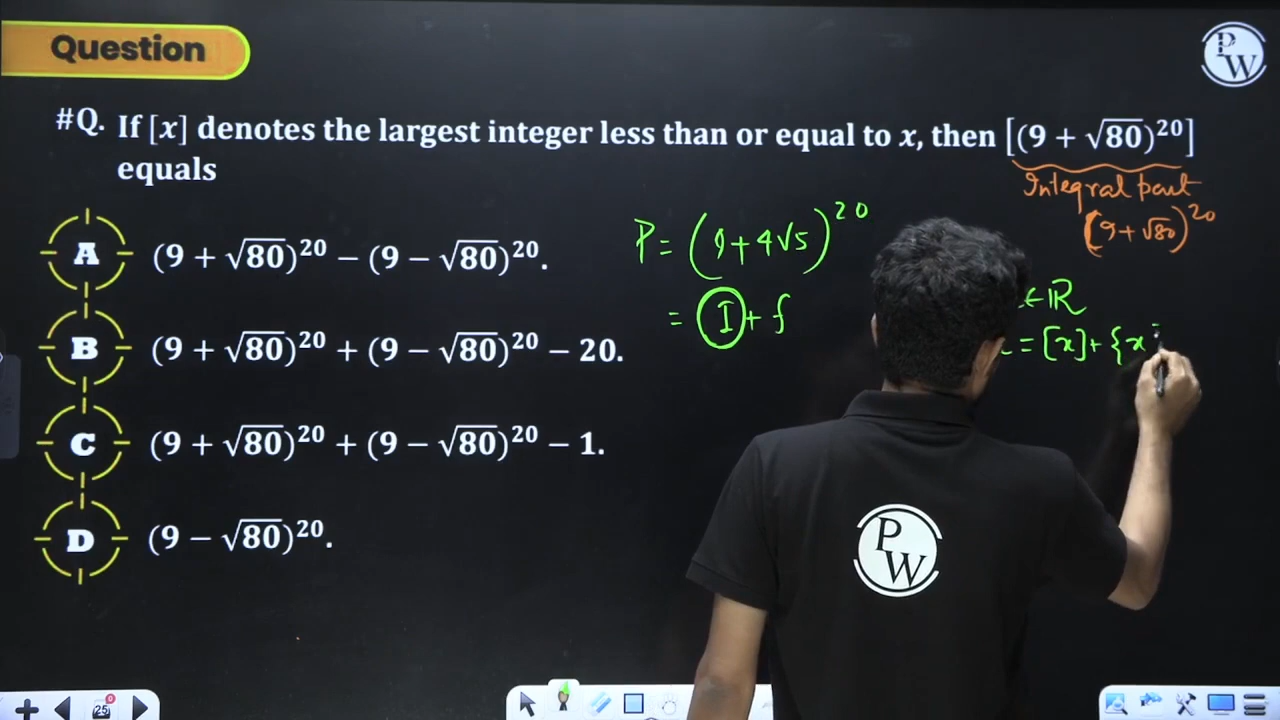 Question
PW
#Q. If [x] denotes the largest integer less than or equal to x, then [(9 + √80)²⁰]
equals
Integral part
(9 + √80)²⁰
A (9 + √80)²⁰ − (9 − √80)²⁰.
B (9 + √80)²⁰ + (9 − √80)²⁰ − 20.
C (9 + √80)²⁰ + (9 − √80)²⁰ − 1.
D (9 − √80)²⁰.
P = (9 + 4√5)²⁰
= I + f
∈ ℝ
= [x] + {x
PW
25